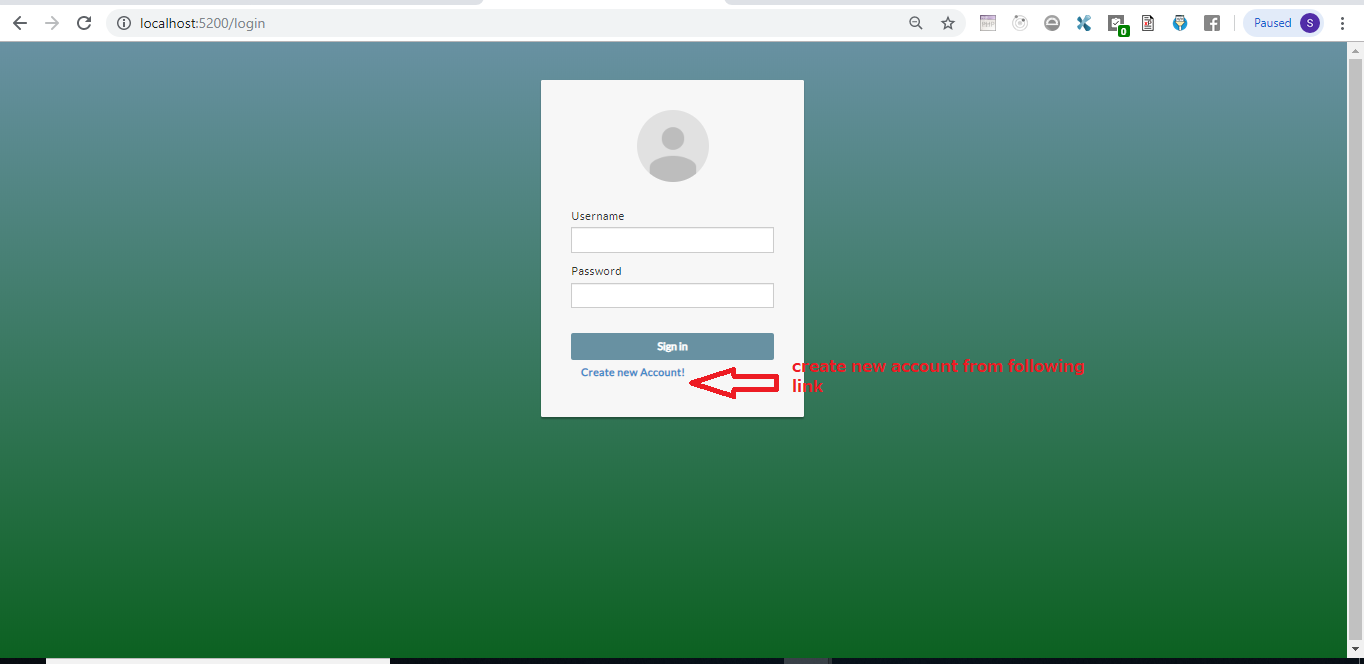 localhost:5200/login
0
Paused
S
Username
Password
Sign in
Create new Account!
create new account from following
link